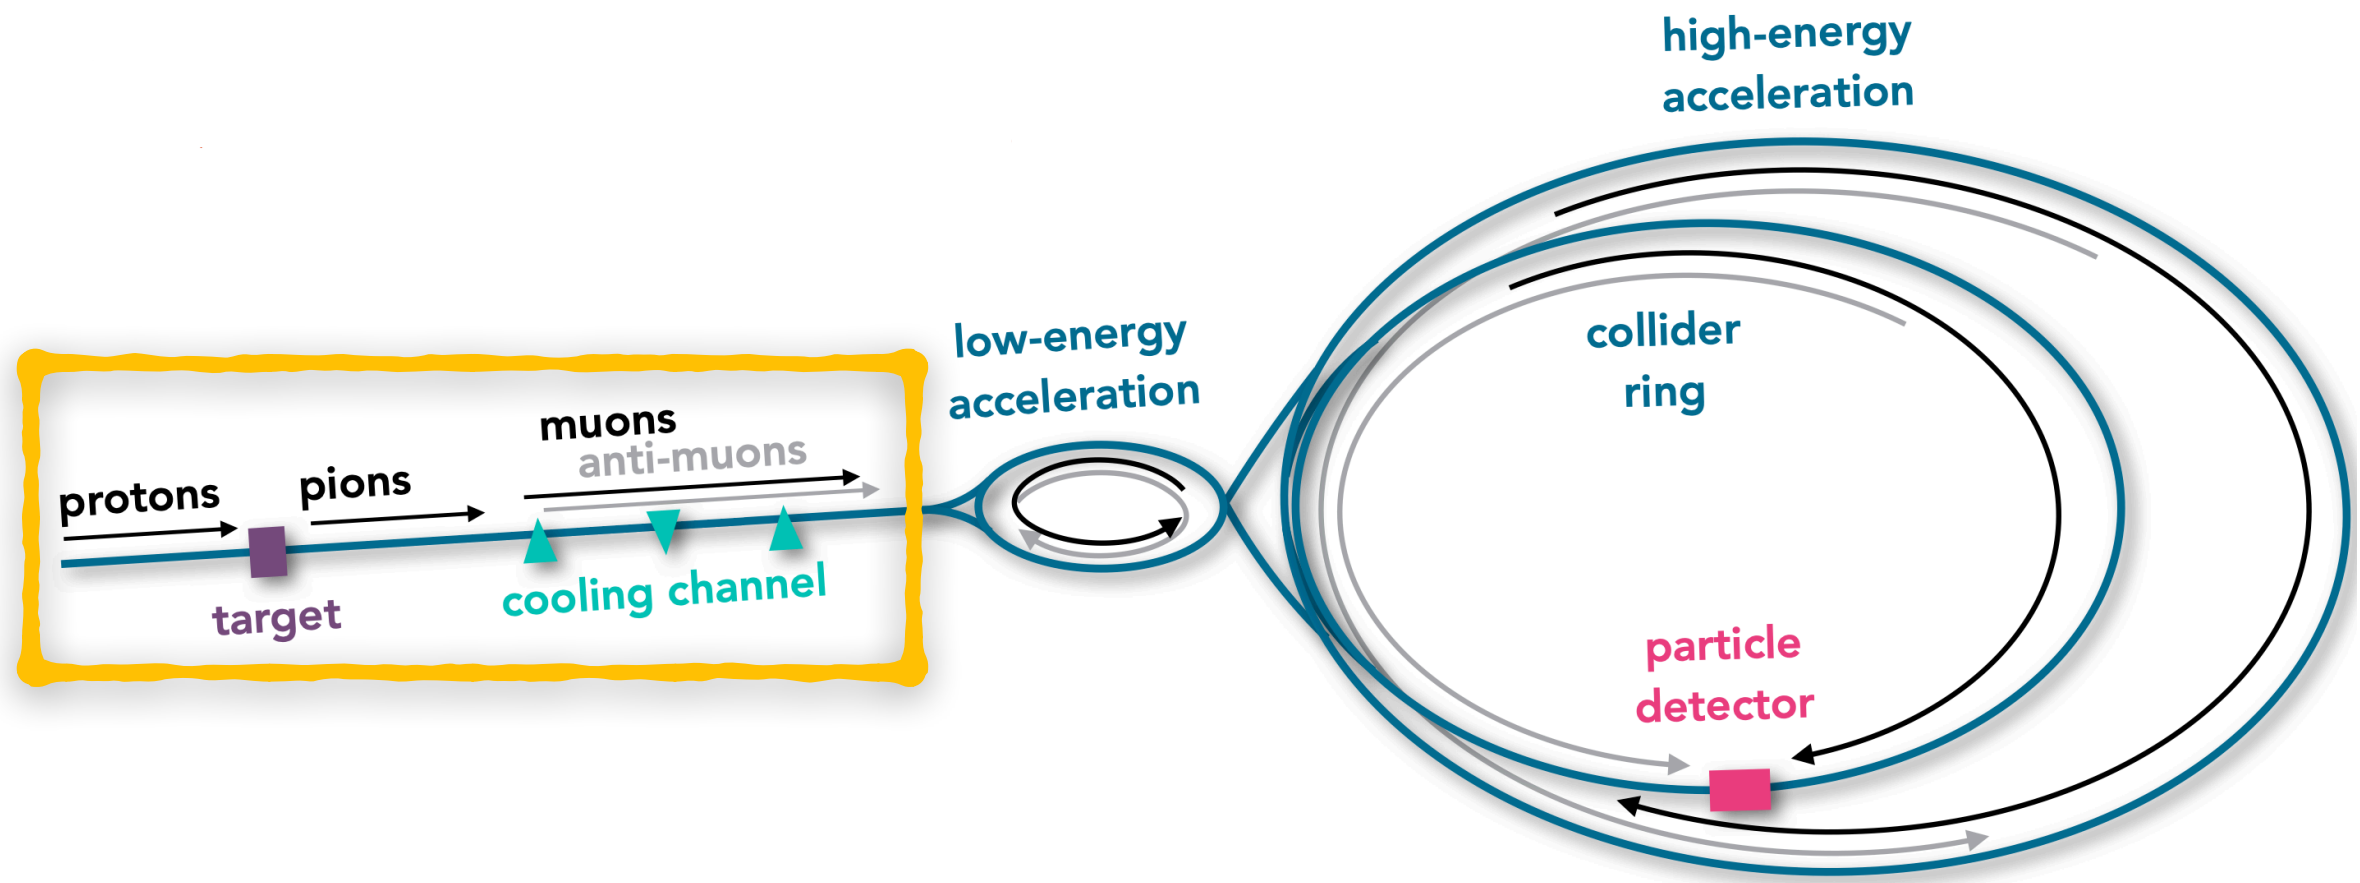 high-energy
acceleration
low-energy
acceleration
collider
ring
muons
anti-muons
protons
pions
cooling channel
target
particle
detector